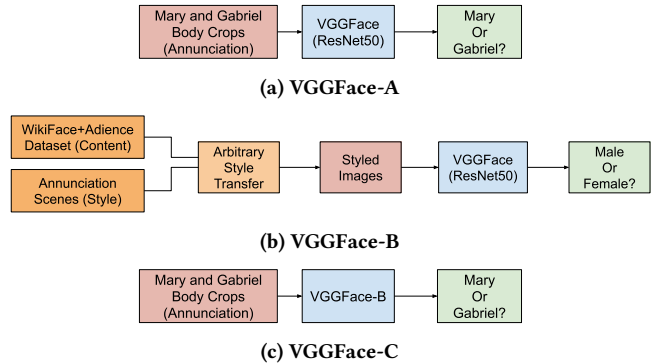 Mary and Gabriel
Body Crops
(Annunciation)
VGGFace
(ResNet50)
Mary
Or
Gabriel?
(a) VGGFace-A
WikiFace+Adience
Dataset (Content)
Annunciation
Scenes (Style)
Arbitrary
Style
Transfer
Styled
Images
VGGFace
(ResNet50)
Male
Or
Female?
(b) VGGFace-B
Mary and Gabriel
Body Crops
(Annunciation)
VGGFace-B
Mary
Or
Gabriel?
(c) VGGFace-C